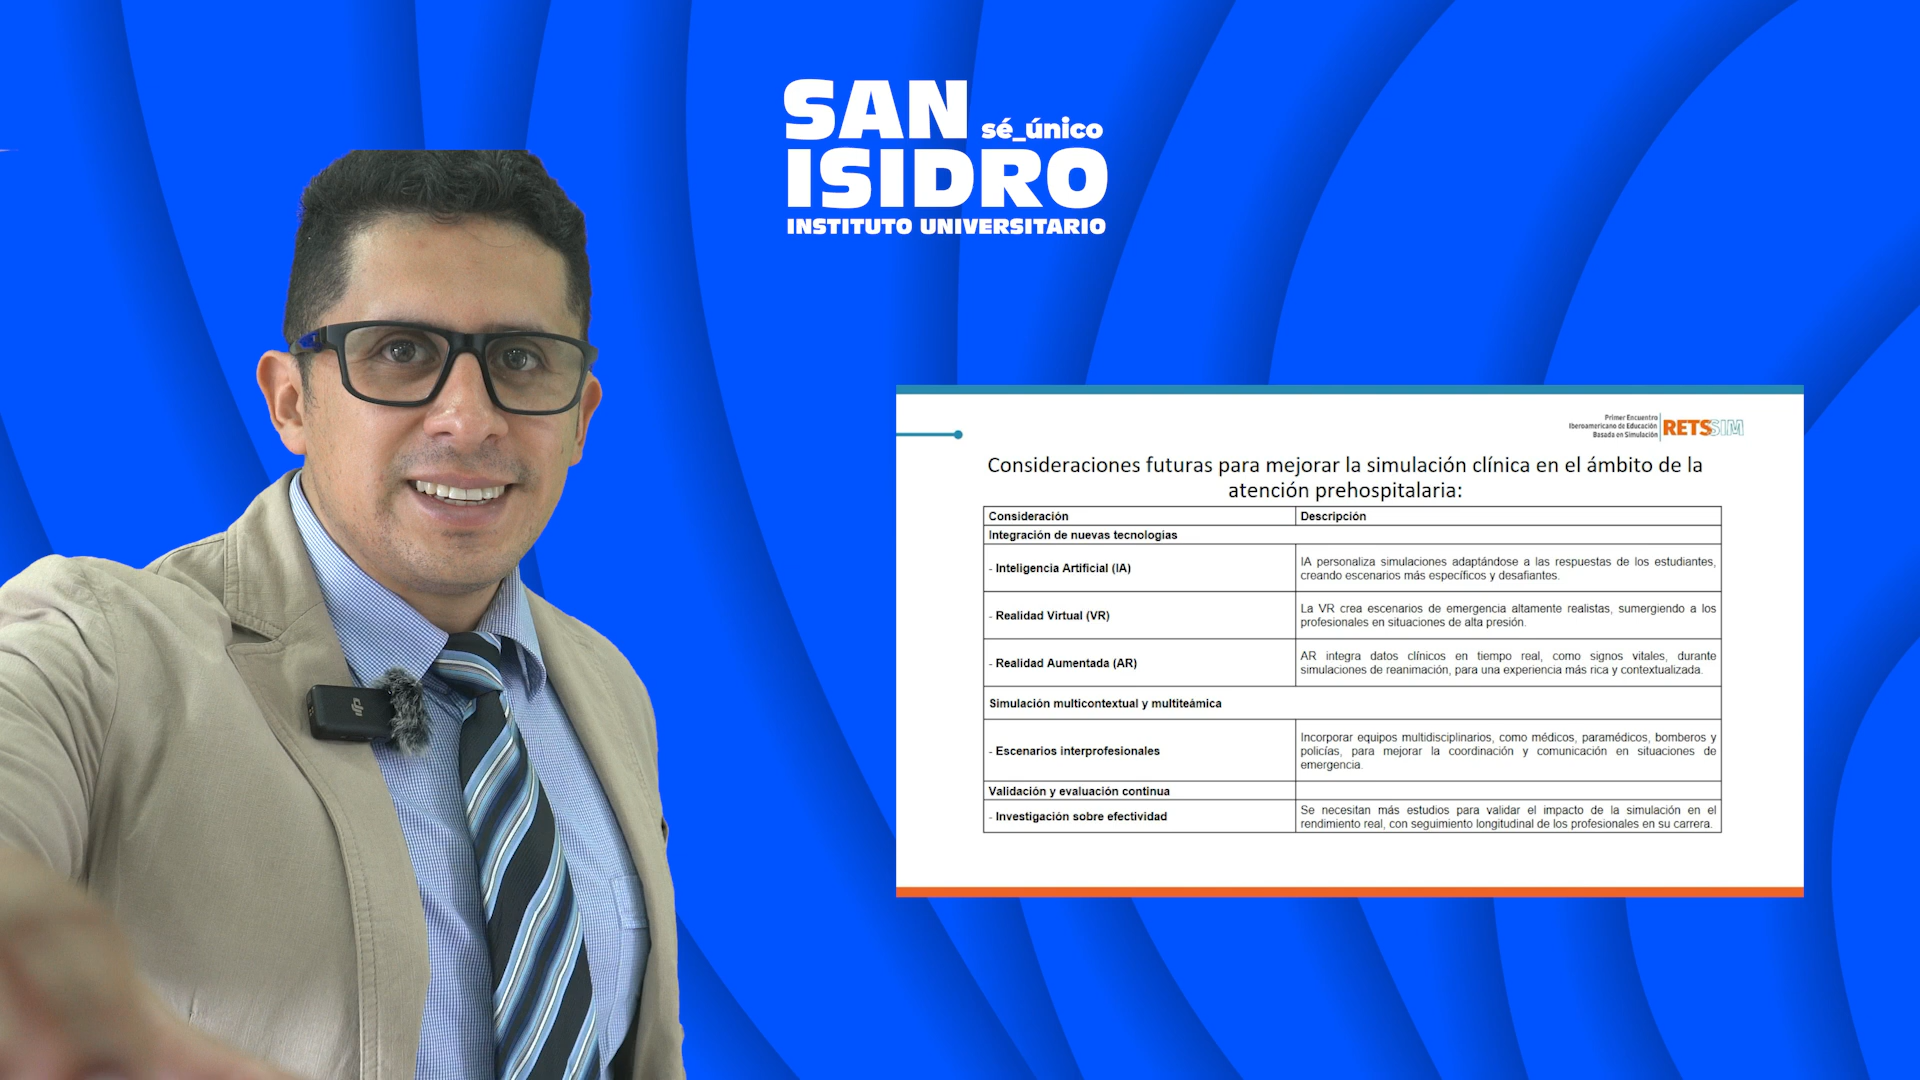 SAN sé_único
ISIDRO
INSTITUTO UNIVERSITARIO
Primer Encuentro
Iberoamericano de Educación
Basada en Simulación
RETSSIM
Consideraciones futuras para mejorar la simulación clínica en el ámbito de la
atención prehospitalaria:
Consideración Descripción
Integración de nuevas tecnologías
- Inteligencia Artificial (IA)
IA personaliza simulaciones adaptándose a las respuestas de los estudiantes,
creando escenarios más específicos y desafiantes.
- Realidad Virtual (VR)
La VR crea escenarios de emergencia altamente realistas, sumergiendo a los
profesionales en situaciones de alta presión.
- Realidad Aumentada (AR)
AR integra datos clínicos en tiempo real, como signos vitales, durante
simulaciones de reanimación, para una experiencia más rica y contextualizada.
Simulación multicontextual y multiteámica
- Escenarios interprofesionales
Incorporar equipos multidisciplinarios, como médicos, paramédicos, bomberos y
policías, para mejorar la coordinación y comunicación en situaciones de
emergencia.
Validación y evaluación continua
- Investigación sobre efectividad
Se necesitan más estudios para validar el impacto de la simulación en el
rendimiento real, con seguimiento longitudinal de los profesionales en su carrera.
dji